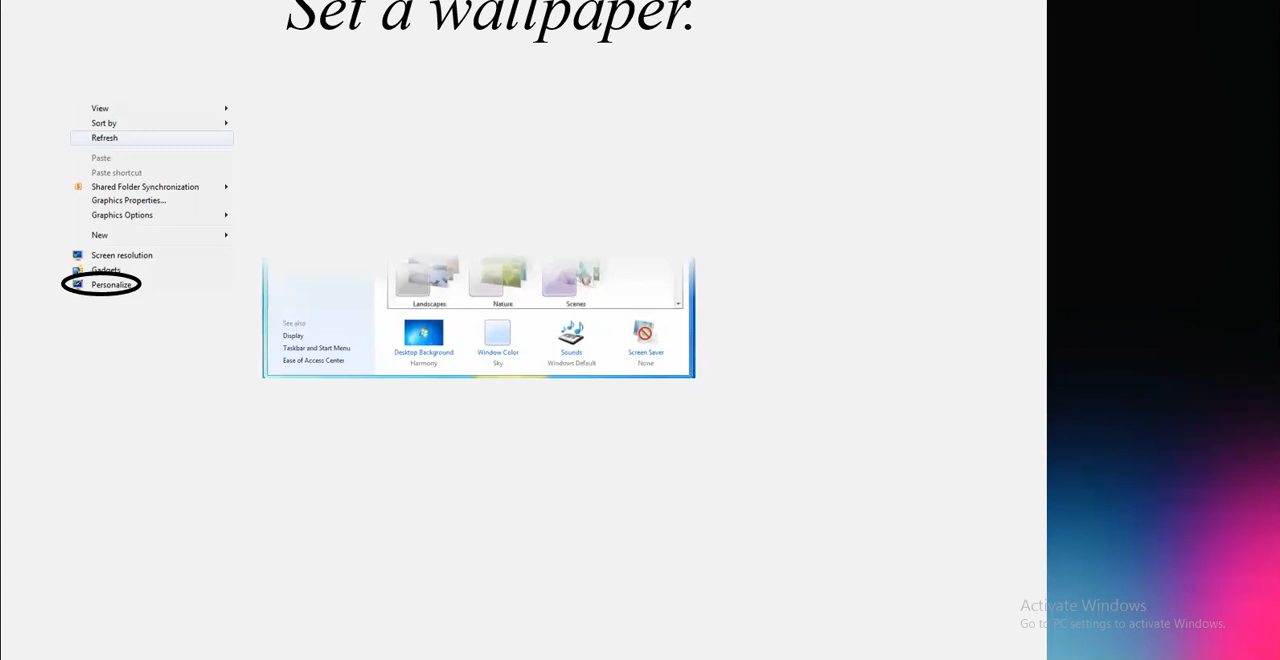 Set a wallpaper.
View
Sort by
Refresh
Paste
Paste shortcut
Shared Folder Synchronization
Graphics Properties...
Graphics Options
New
Screen resolution
Gadgets
Personalize
Landscapes Nature Scenes
See also
Display
Taskbar and Start Menu
Ease of Access Center
Desktop Background Window Color Sounds Screen Saver
Harmony Sky Windows Default None
Activate Windows
Go to PC settings to activate Windows.